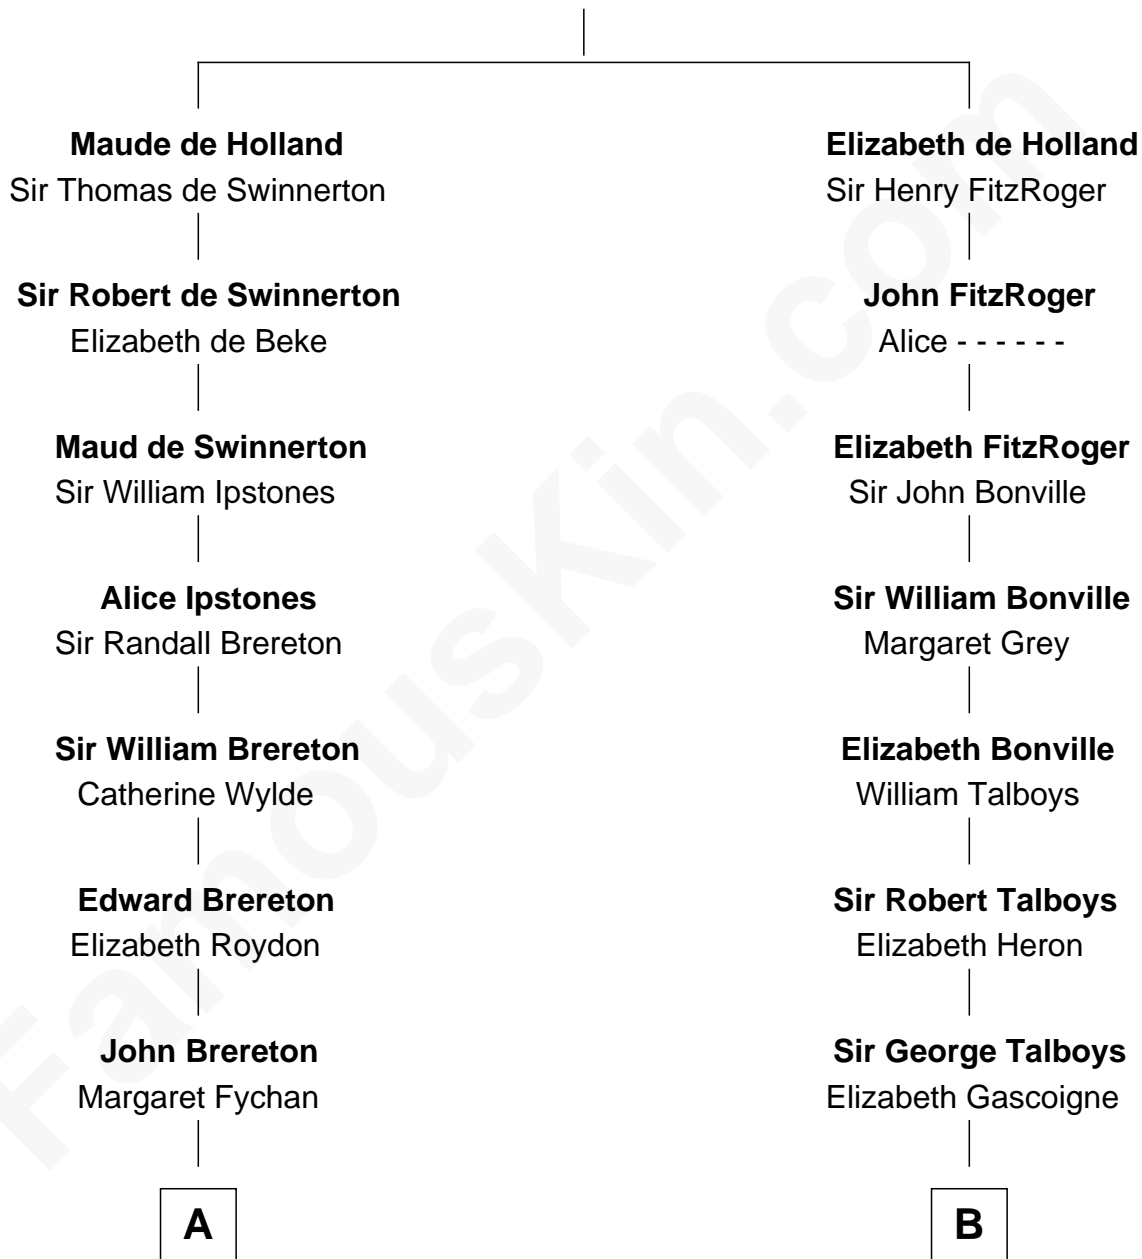 Maude de Holland
Sir Thomas de Swinnerton
Sir Robert de Swinnerton
Elizabeth de Beke
Maud de Swinnerton
Sir William Ipstones
Alice Ipstones
Sir Randall Brereton
Sir William Brereton
Catherine Wylde
Edward Brereton
Elizabeth Roydon
John Brereton
Margaret Fychan
A
Elizabeth de Holland
Sir Henry FitzRoger
John FitzRoger
Alice - - - - - -
Elizabeth FitzRoger
Sir John Bonville
Sir William Bonville
Margaret Grey
Elizabeth Bonville
William Talboys
Sir Robert Talboys
Elizabeth Heron
Sir George Talboys
Elizabeth Gascoigne
B
FamousKin.com